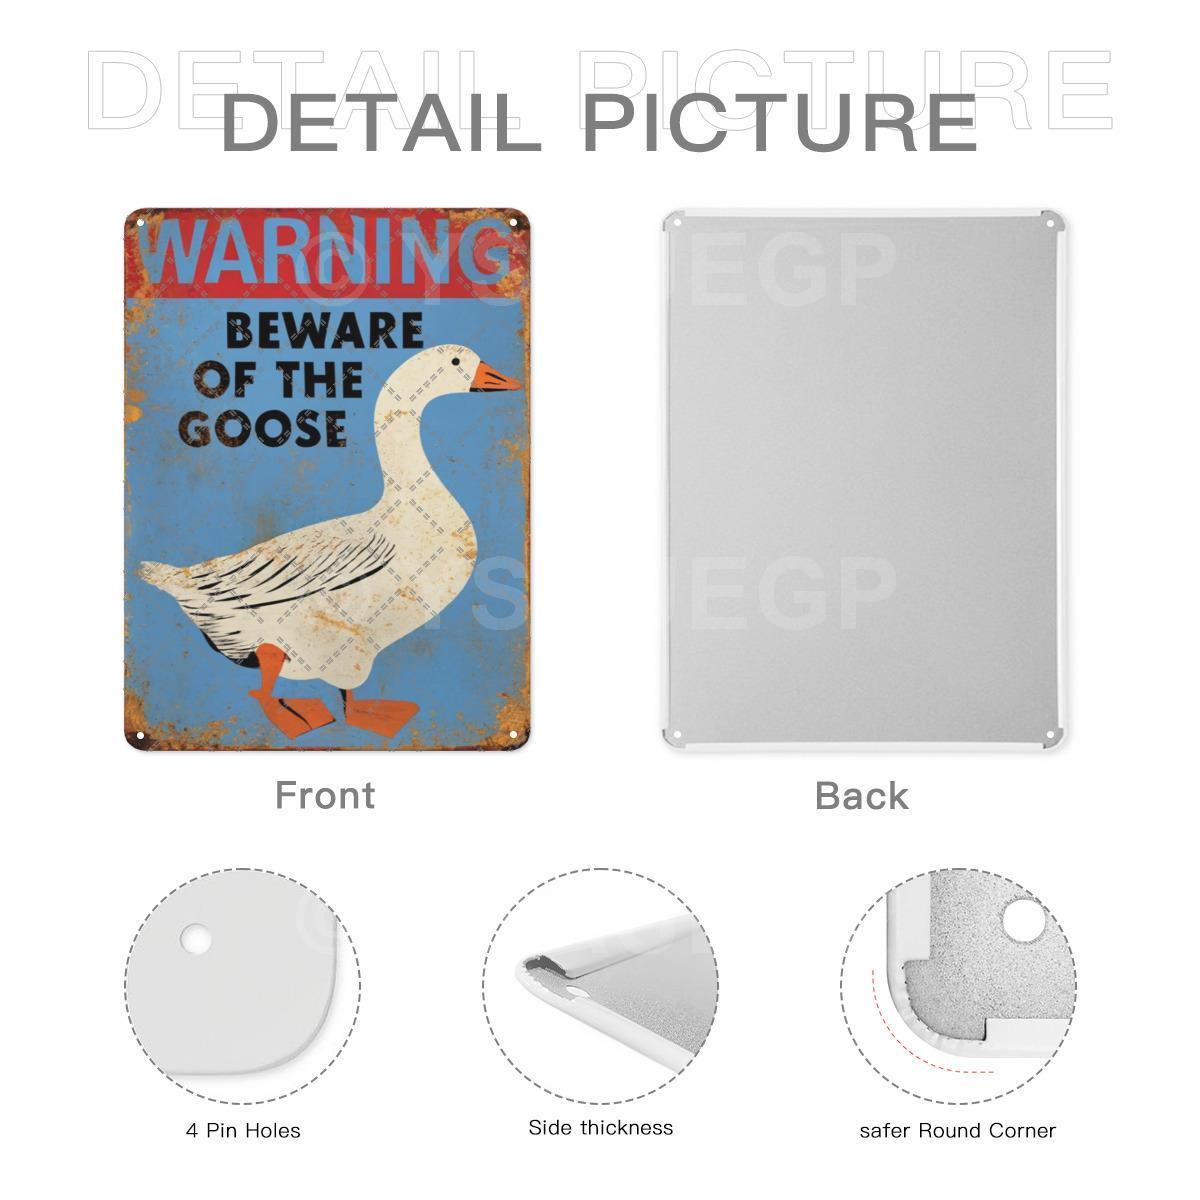 DETAIL PICTURE
DETAIL PICTURE
WARNING
BEWARE
OF THE
GOOSE
Front
Back
4 Pin Holes
Side thickness
safer Round Corner